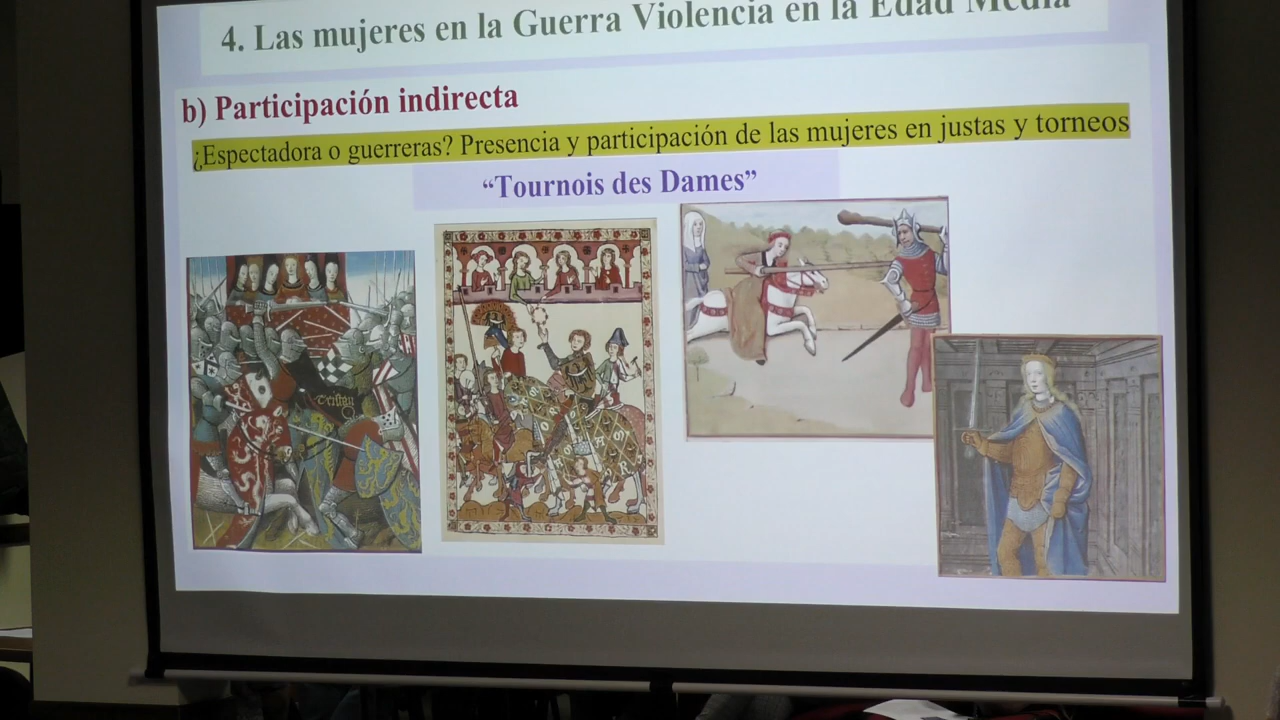 4. Las mujeres en la Guerra Violencia en la Edad Media
b) Participación indirecta
¿Espectadora o guerreras? Presencia y participación de las mujeres en justas y torneos
“Tournois des Dames”